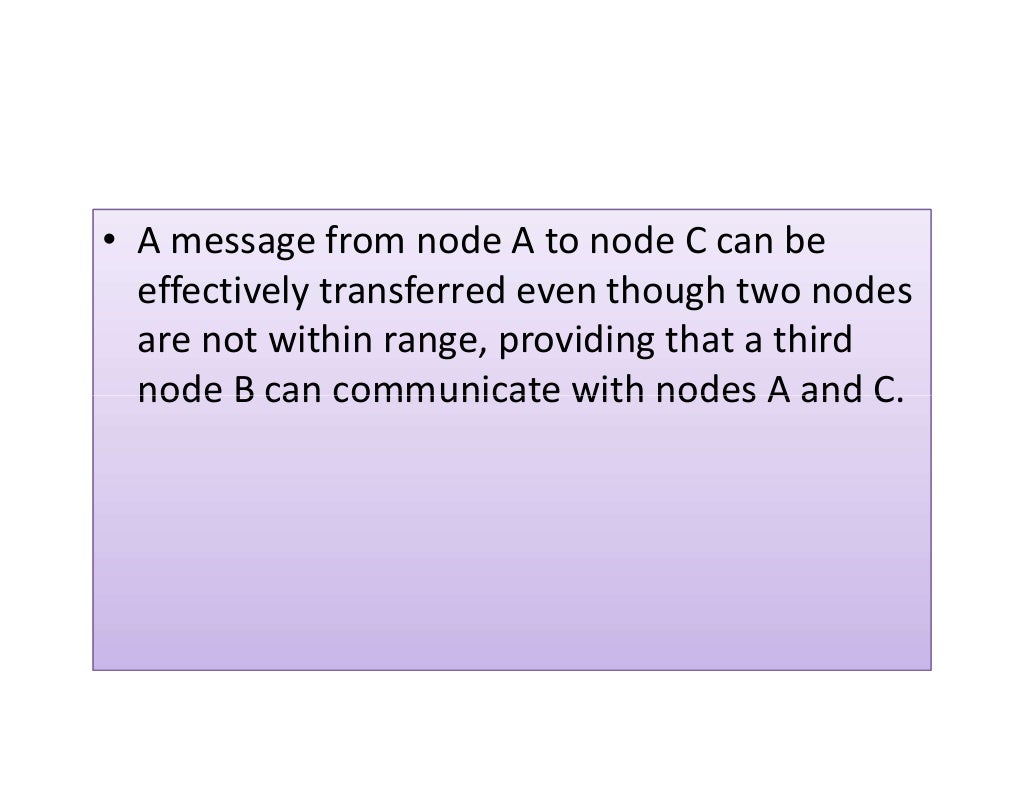 • A message from node A to node C can be
effectively transferred even though two nodes
are not within range, providing that a third
node B can communicate with nodes A and C.